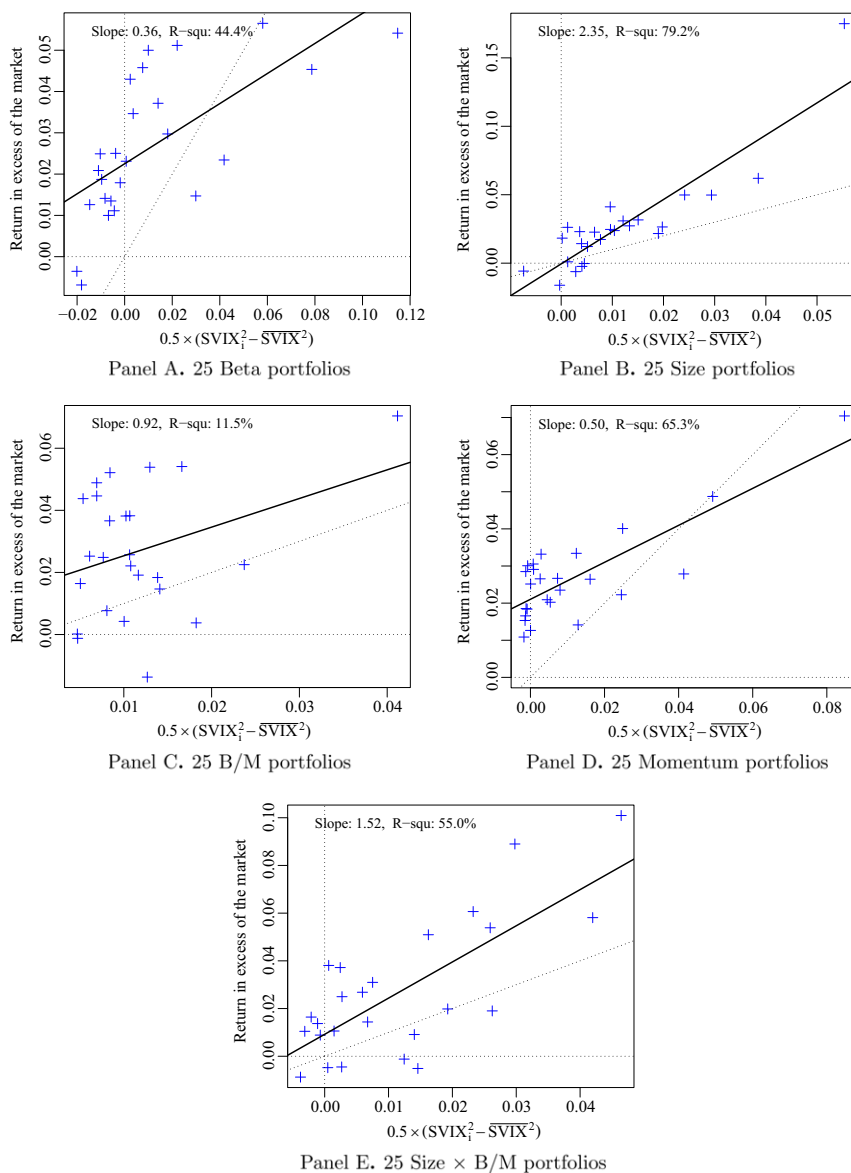 Slope: 0.36, R−squ: 44.4%
Return in excess of the market
0.00 0.01 0.02 0.03 0.04 0.05
−0.02 0.00 0.02 0.04 0.06 0.08 0.10 0.12
0.5 × (SVIX²ᵢ − S̅V̅I̅X̅²)
Panel A. 25 Beta portfolios
Slope: 2.35, R−squ: 79.2%
Return in excess of the market
0.00 0.05 0.10 0.15
0.00 0.01 0.02 0.03 0.04 0.05
0.5 × (SVIX²ᵢ − S̅V̅I̅X̅²)
Panel B. 25 Size portfolios
Slope: 0.92, R−squ: 11.5%
Return in excess of the market
0.00 0.02 0.04 0.06
0.01 0.02 0.03 0.04
0.5 × (SVIX²ᵢ − S̅V̅I̅X̅²)
Panel C. 25 B/M portfolios
Slope: 0.50, R−squ: 65.3%
Return in excess of the market
0.00 0.02 0.04 0.06
0.00 0.02 0.04 0.06 0.08
0.5 × (SVIX²ᵢ − S̅V̅I̅X̅²)
Panel D. 25 Momentum portfolios
Slope: 1.52, R−squ: 55.0%
Return in excess of the market
0.00 0.02 0.04 0.06 0.08 0.10
0.00 0.01 0.02 0.03 0.04
0.5 × (SVIX²ᵢ − S̅V̅I̅X̅²)
Panel E. 25 Size × B/M portfolios